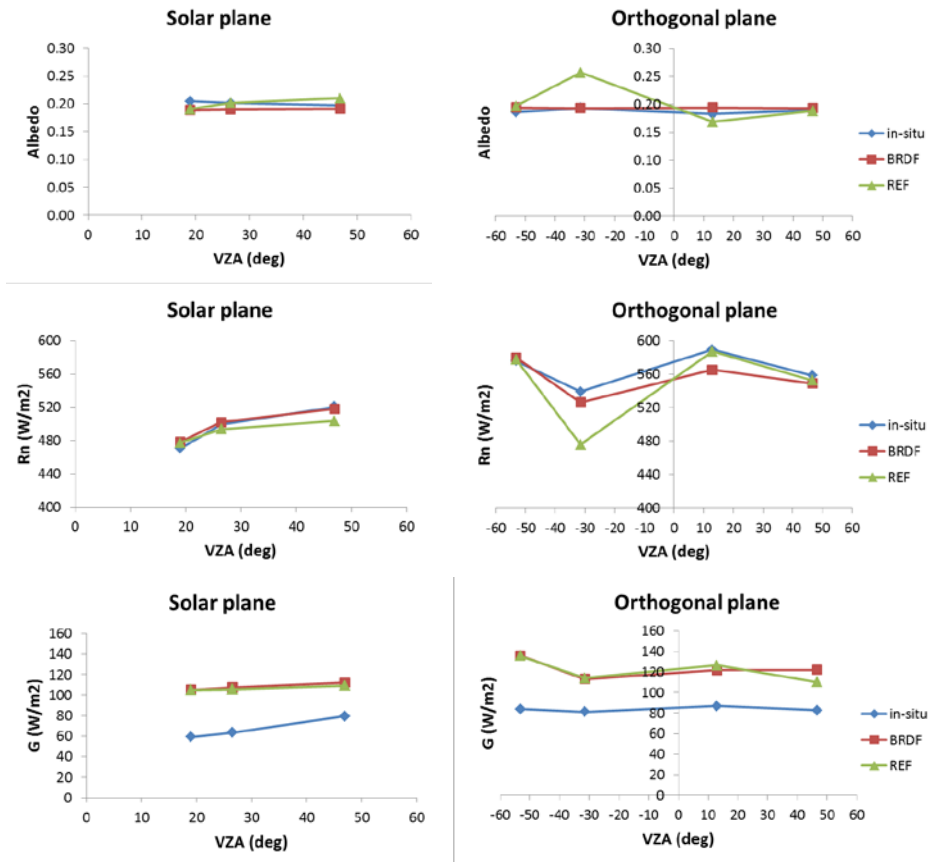 Solar plane
0.30
0.25
0.20
0.15
0.10
0.05
0.00
Albedo
0 10 20 30 40 50 60
VZA (deg)
Orthogonal plane
0.30
0.25
0.20
0.15
0.10
0.05
0.00
Albedo
-60 -50 -40 -30 -20 -10 0 10 20 30 40 50 60
VZA (deg)
in-situ
BRDF
REF
Solar plane
600
560
520
480
440
400
Rn (W/m2)
0 10 20 30 40 50 60
VZA (deg)
Orthogonal plane
600
560
520
480
440
400
Rn (W/m2)
-60 -50 -40 -30 -20 -10 0 10 20 30 40 50 60
VZA (deg)
in-situ
BRDF
REF
Solar plane
160
140
120
100
80
60
40
20
0
G (W/m2)
0 10 20 30 40 50 60
VZA (deg)
Orthogonal plane
160
140
120
100
80
60
40
20
0
G (W/m2)
-60 -50 -40 -30 -20 -10 0 10 20 30 40 50 60
VZA (deg)
in-situ
BRDF
REF